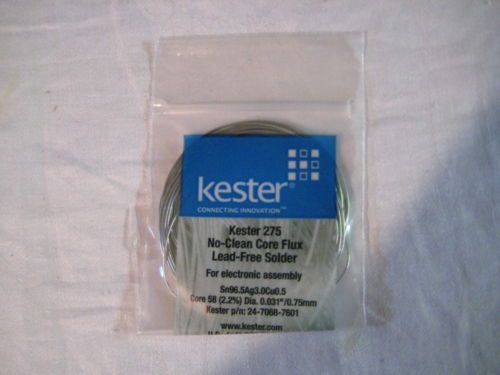 kester®
CONNECTING INNOVATION™
Kester 275
No-Clean Core Flux
Lead-Free Solder
For electronic assembly
Sn96.5Ag3.0Cu0.5
Core 58 (2.2%) Dia. 0.031"/0.75mm
Kester p/n: 24-7068-7601
www.kester.com